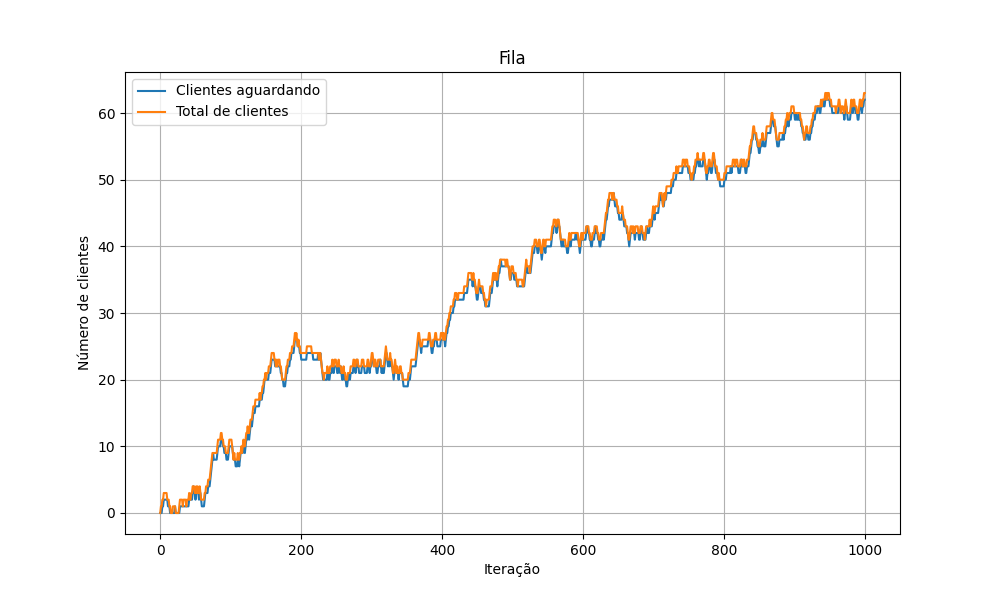 Fila
Clientes aguardando
Total de clientes
60
50
40
30
20
10
0
Número de clientes
0 200 400 600 800 1000
Iteração